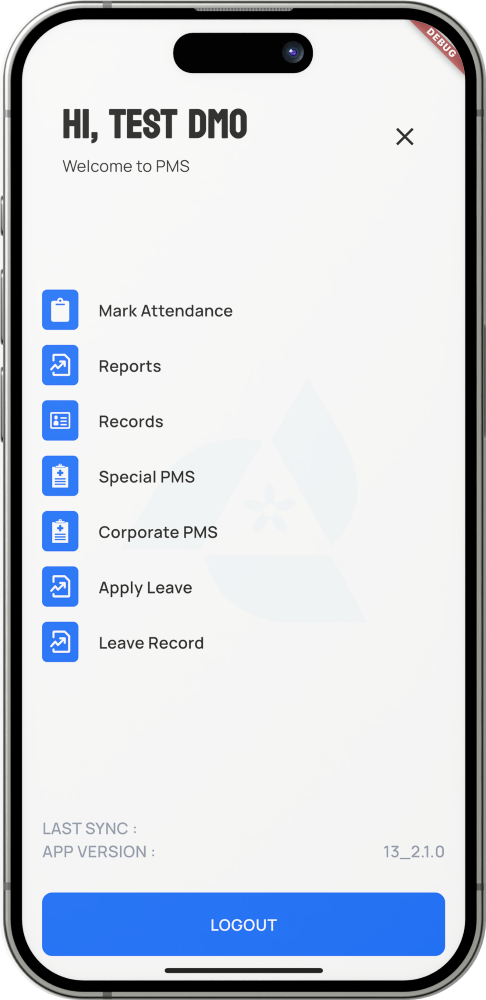 DEBUG
HI, TEST DMO
Welcome to PMS
Mark Attendance
Reports
Records
Special PMS
Corporate PMS
Apply Leave
Leave Record
LAST SYNC :
APP VERSION : 13_2.1.0
LOGOUT